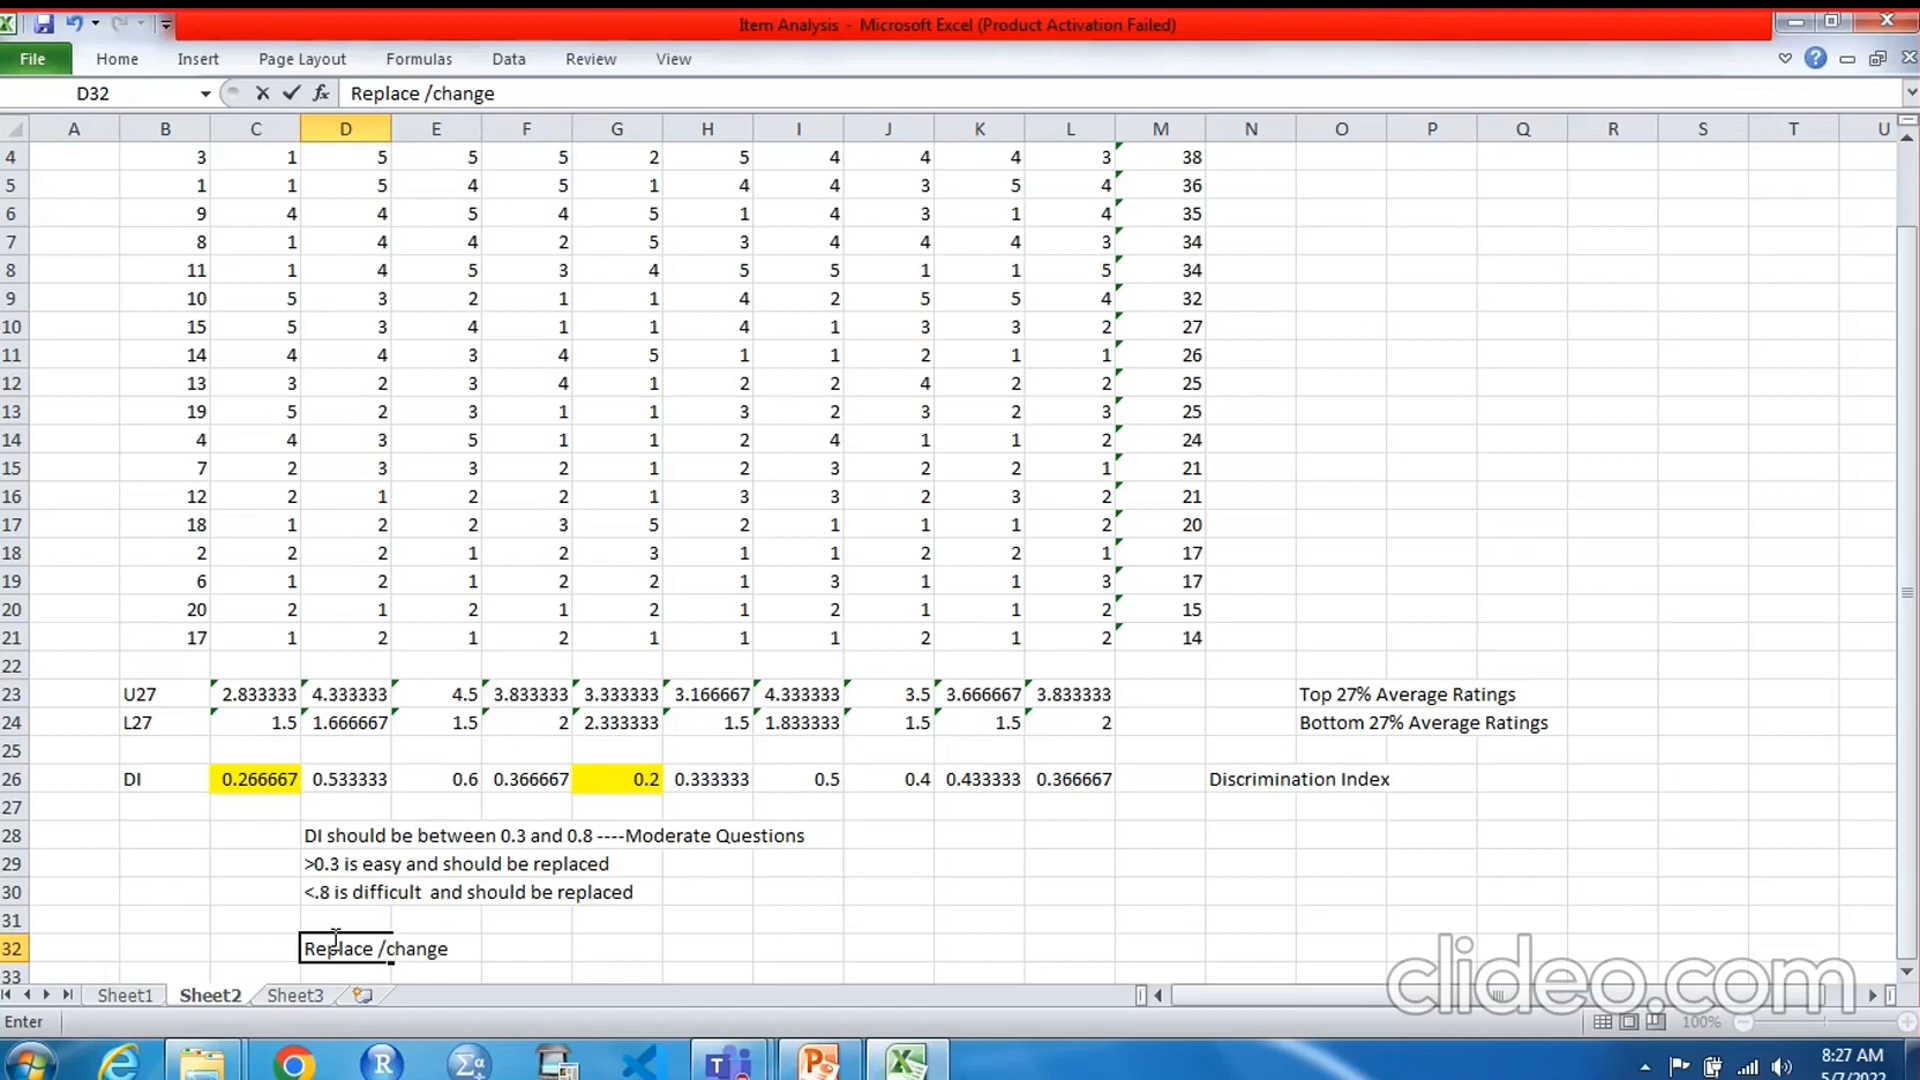 Item Analysis - Microsoft Excel (Product Activation Failed)
File Home Insert Page Layout Formulas Data Review View
D32 fx Replace /change
A B C D E F G H I J K L M N O P Q R S T U
4 3 1 5 5 5 2 5 4 4 4 3 38
5 1 1 5 4 5 1 4 4 3 5 4 36
6 9 4 4 5 4 5 1 4 3 1 4 35
7 8 1 4 4 2 5 3 4 4 4 3 34
8 11 1 4 5 3 4 5 5 1 1 5 34
9 10 5 3 2 1 1 4 2 5 5 4 32
10 15 5 3 4 1 1 4 1 3 3 2 27
11 14 4 4 3 4 5 1 1 2 1 1 26
12 13 3 2 3 4 1 2 2 4 2 2 25
13 19 5 2 3 1 1 3 2 3 2 3 25
14 4 4 3 5 1 1 2 4 1 1 2 24
15 7 2 3 3 2 1 2 3 2 2 1 21
16 12 2 1 2 2 1 3 3 2 3 2 21
17 18 1 2 2 3 5 2 1 1 1 2 20
18 2 2 2 1 2 3 1 1 2 2 1 17
19 6 1 2 1 2 2 1 3 1 1 3 17
20 20 2 1 2 1 2 1 2 1 1 2 15
21 17 1 2 1 2 1 1 1 2 1 2 14
22
23 U27 2.833333 4.333333 4.5 3.833333 3.333333 3.166667 4.333333 3.5 3.666667 3.833333 Top 27% Average Ratings
24 L27 1.5 1.666667 1.5 2 2.333333 1.5 1.833333 1.5 1.5 2 Bottom 27% Average Ratings
25
26 DI 0.266667 0.533333 0.6 0.366667 0.2 0.333333 0.5 0.4 0.433333 0.366667 Discrimination Index
27
28 DI should be between 0.3 and 0.8 ----Moderate Questions
29 >0.3 is easy and should be replaced
30 <.8 is difficult  and should be replaced
31
32 Replace /change
33
Sheet1 Sheet2 Sheet3
clideo.com
Enter 100%
8:27 AM
5/7/2022